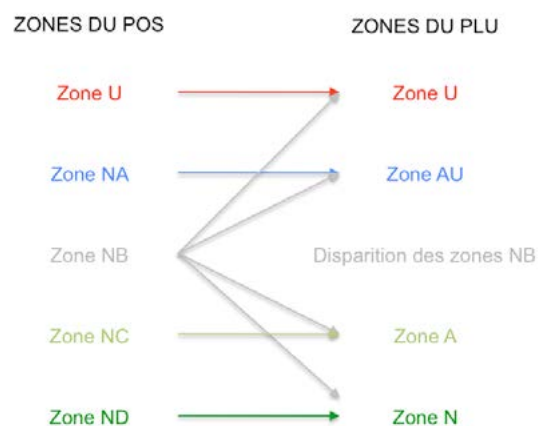 ZONES DU POS
ZONES DU PLU
Zone U
Zone U
Zone NA
Zone AU
Zone NB
Disparition des zones NB
Zone NC
Zone A
Zone ND
Zone N